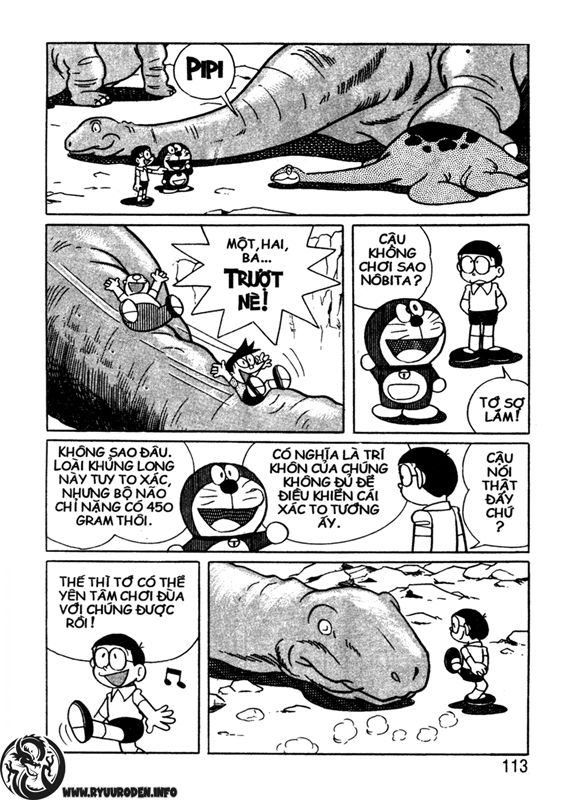 PIPI
MỘT, HAI,
BA...
TRƯỢT
NÈ!
CẬU
KHÔNG
CHƠI SAO
NÔBITA?
TỚ SỢ
LẮM!
KHÔNG SAO ĐÂU.
LOÀI KHỦNG LONG
NÀY TUY TO XÁC,
NHƯNG BỘ NÃO
CHỈ NẶNG CÓ 450
GRAM THÔI.
CÓ NGHĨA LÀ TRÍ
KHÔN CỦA CHÚNG
KHÔNG ĐỦ ĐỂ
ĐIỀU KHIỂN CÁI
XÁC TO TƯỚNG
ẤY.
CẬU
NÓI
THẬT
ĐẤY
CHỨ
?
THẾ THÌ TỚ CÓ THỂ
YÊN TÂM CHƠI ĐÙA
VỚI CHÚNG ĐƯỢC
RỒI!
113
WWW.RYUURODEN.INFO